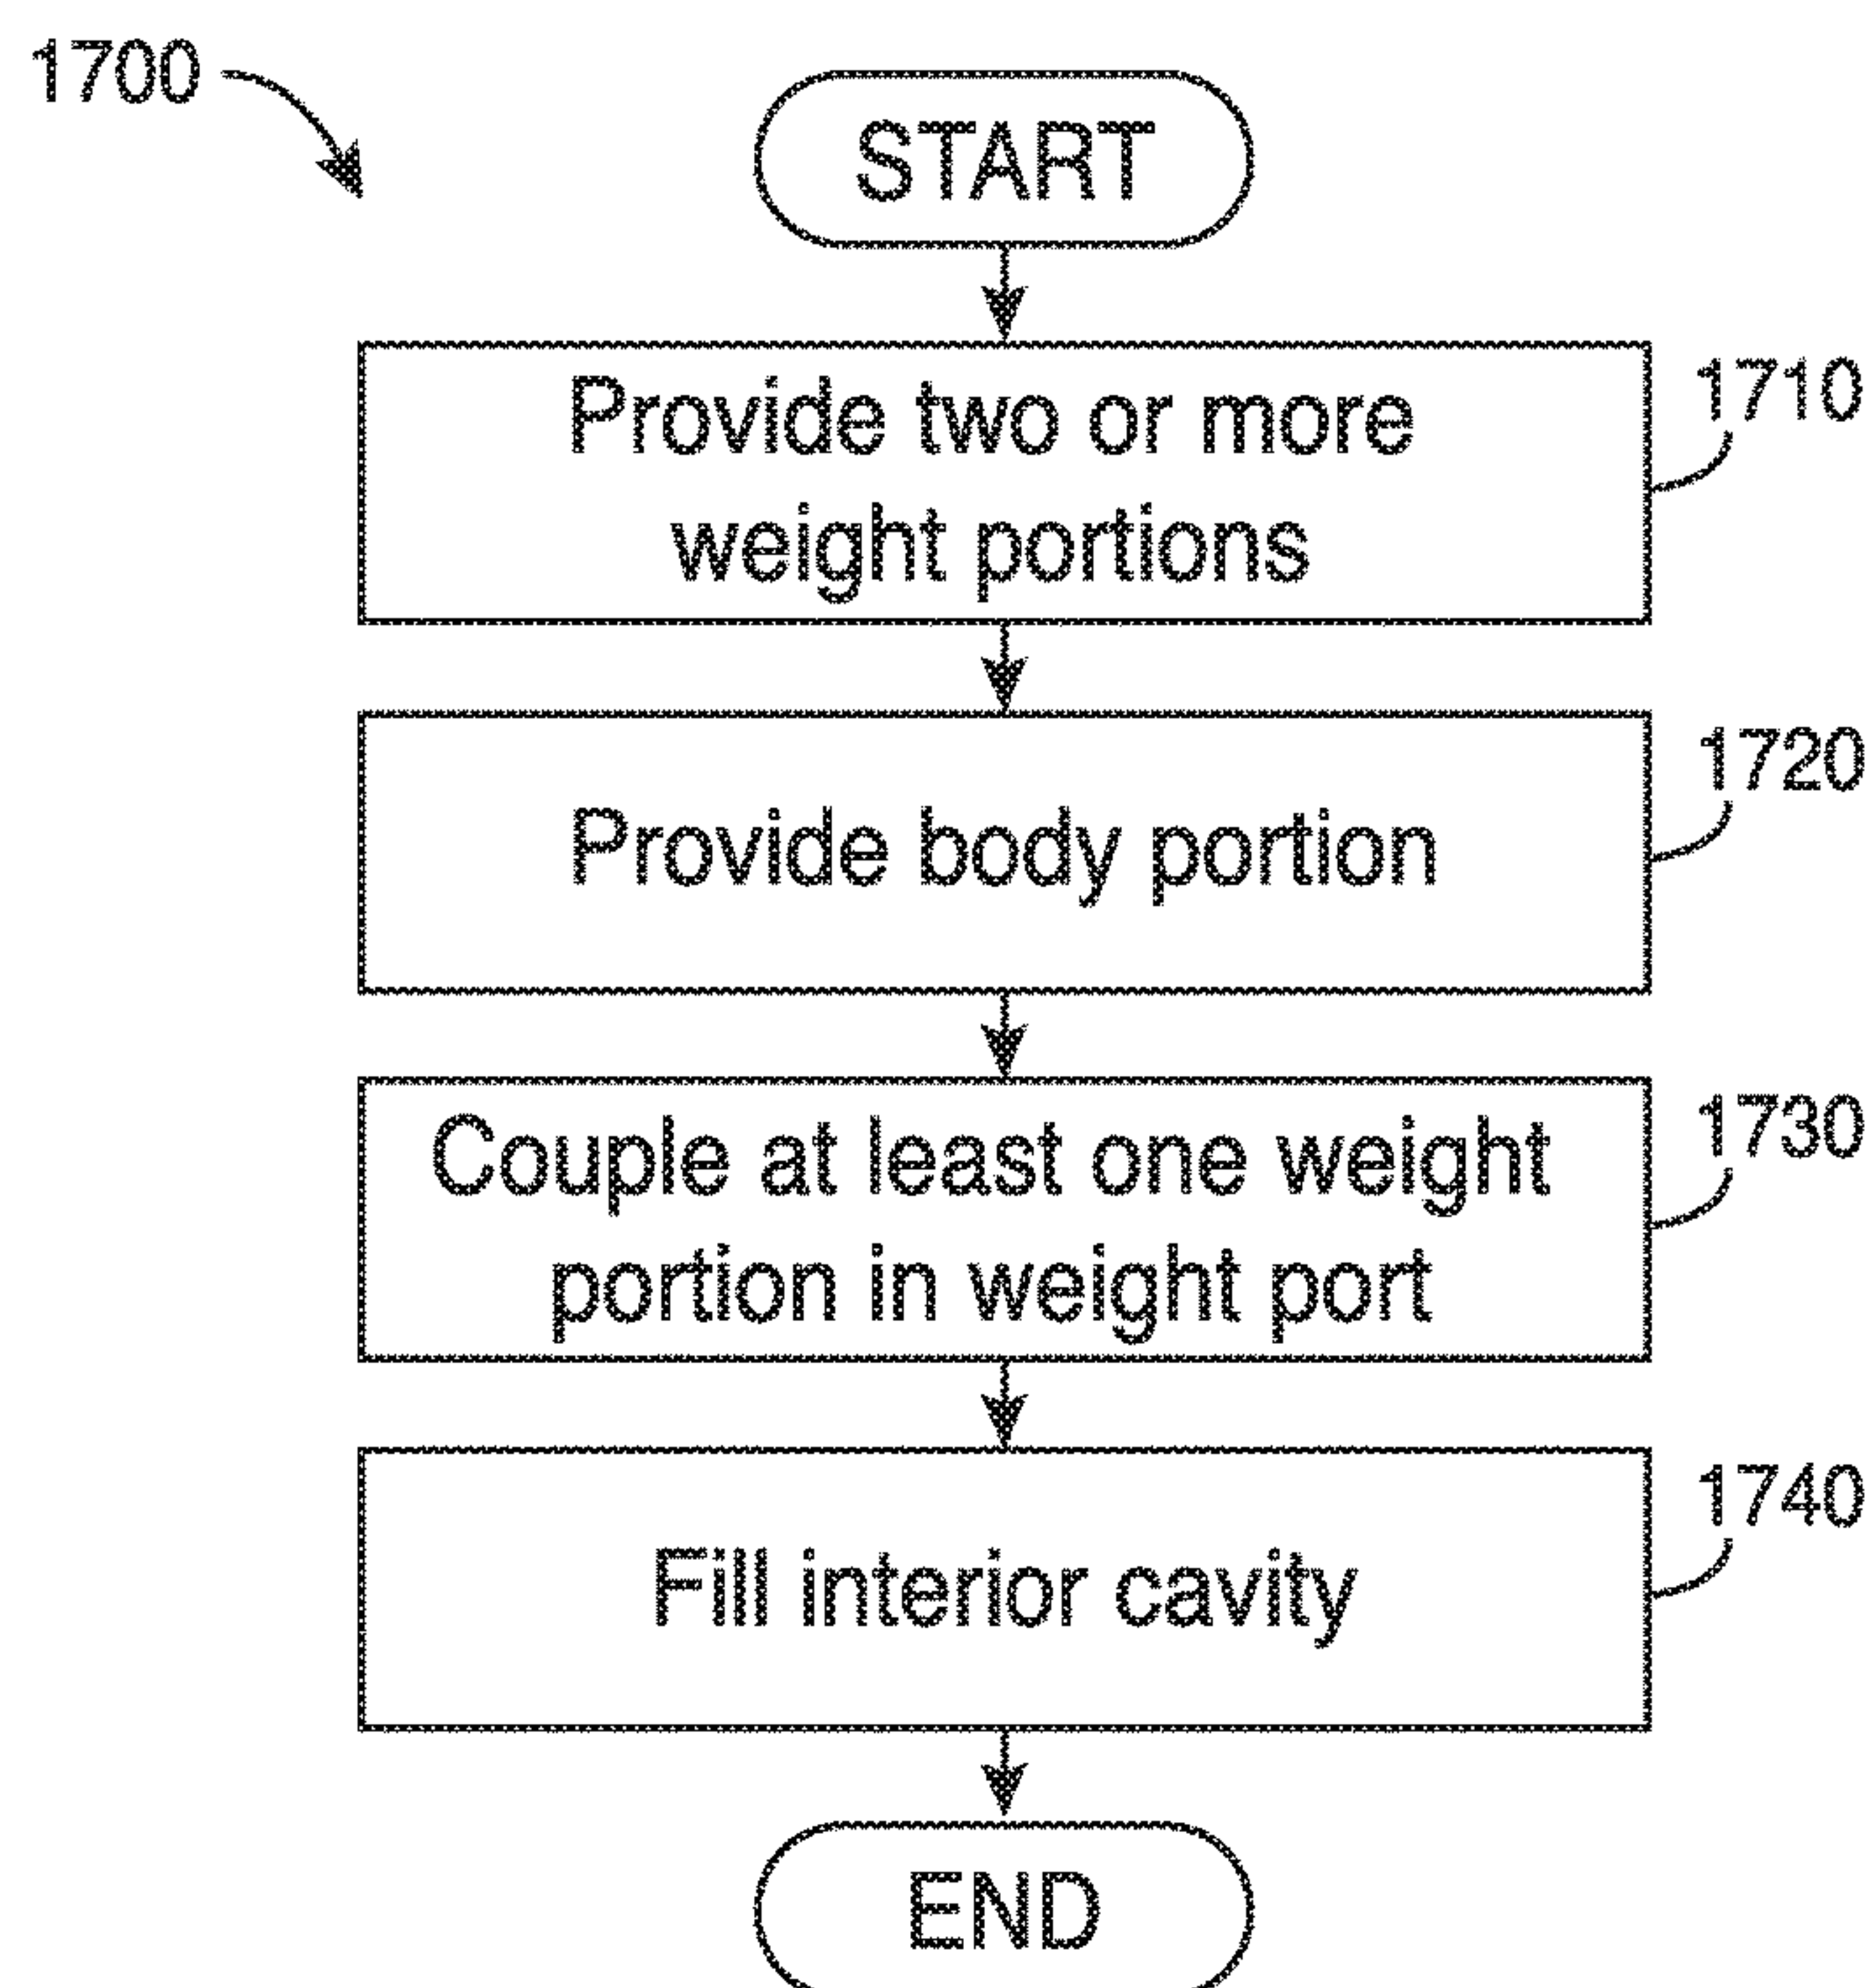 1700
START
Provide two or more
weight portions
1710
Provide body portion
1720
Couple at least one weight
portion in weight port
1730
Fill interior cavity
1740
END